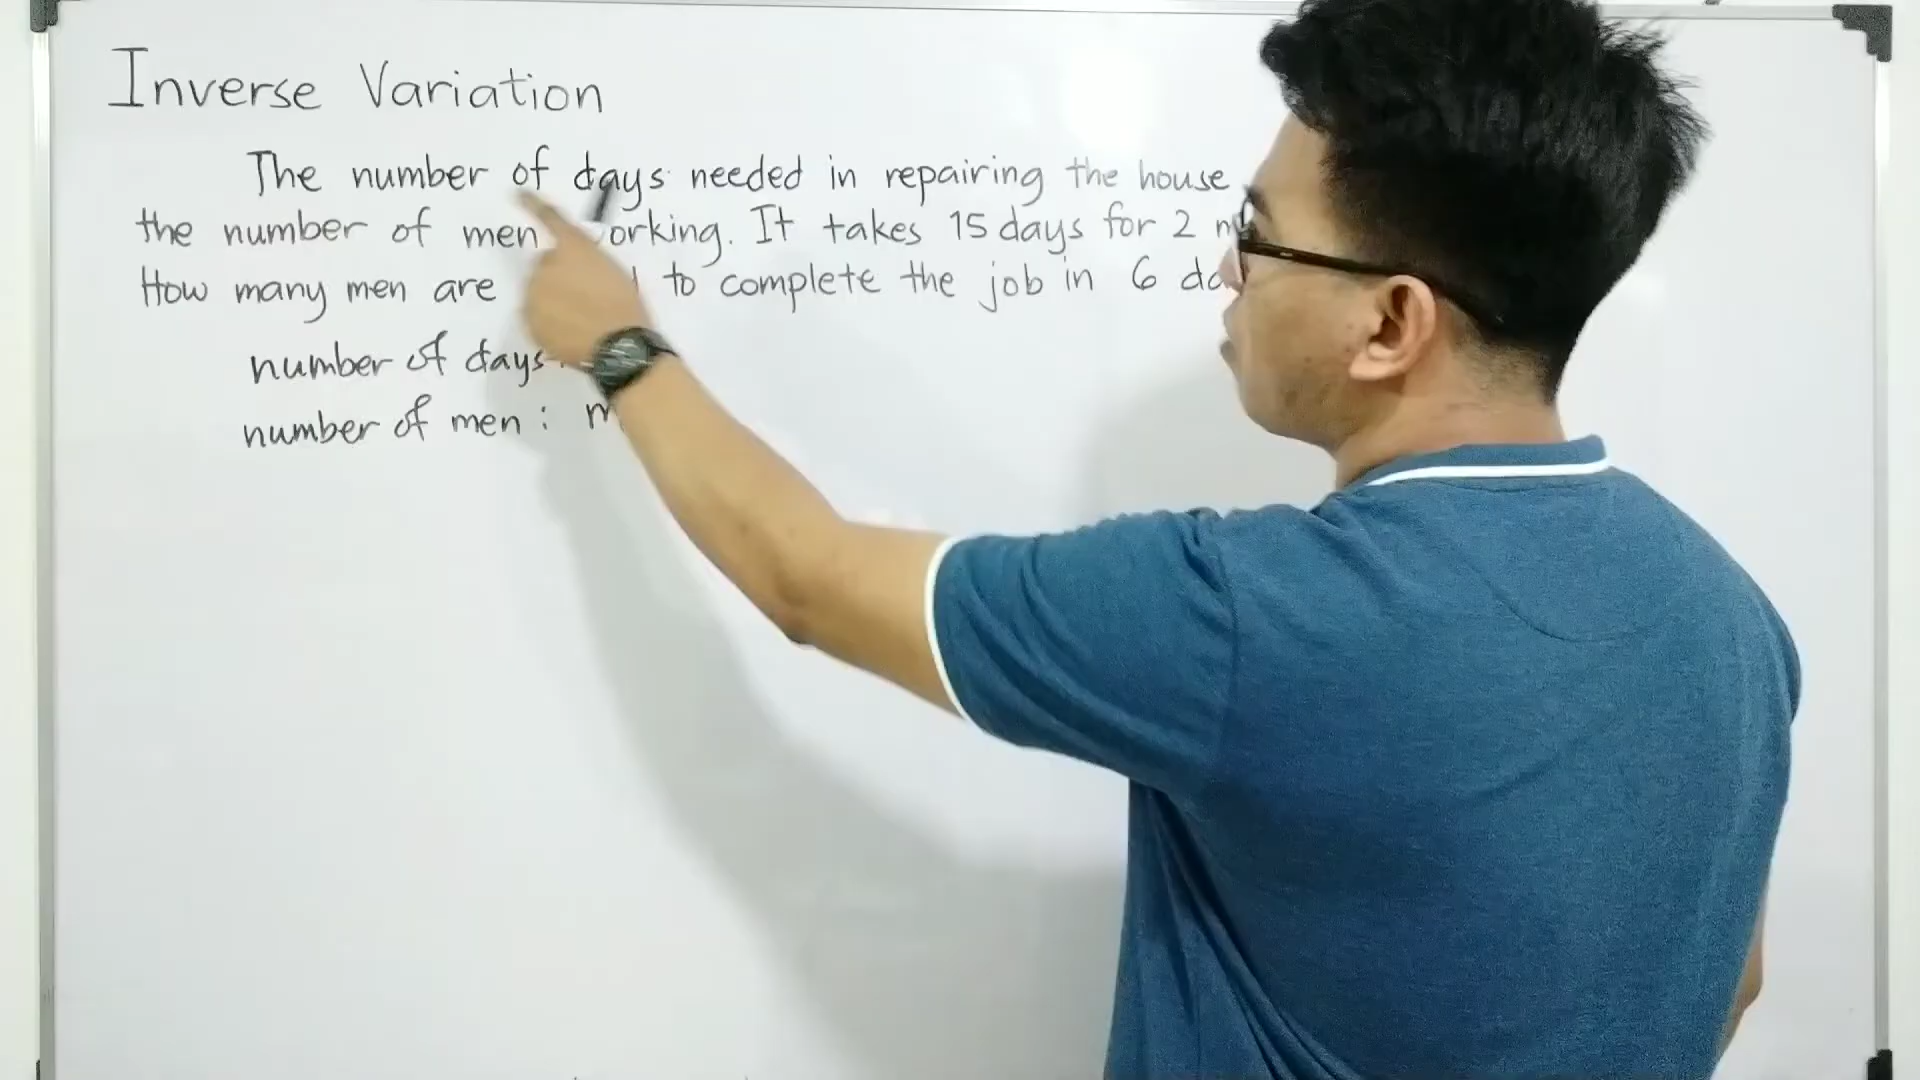 Inverse Variation
The number of days needed in repairing the house
the number of men orking. It takes 15 days for 2
How many men are to complete the job in 6
number of days
number of men : m